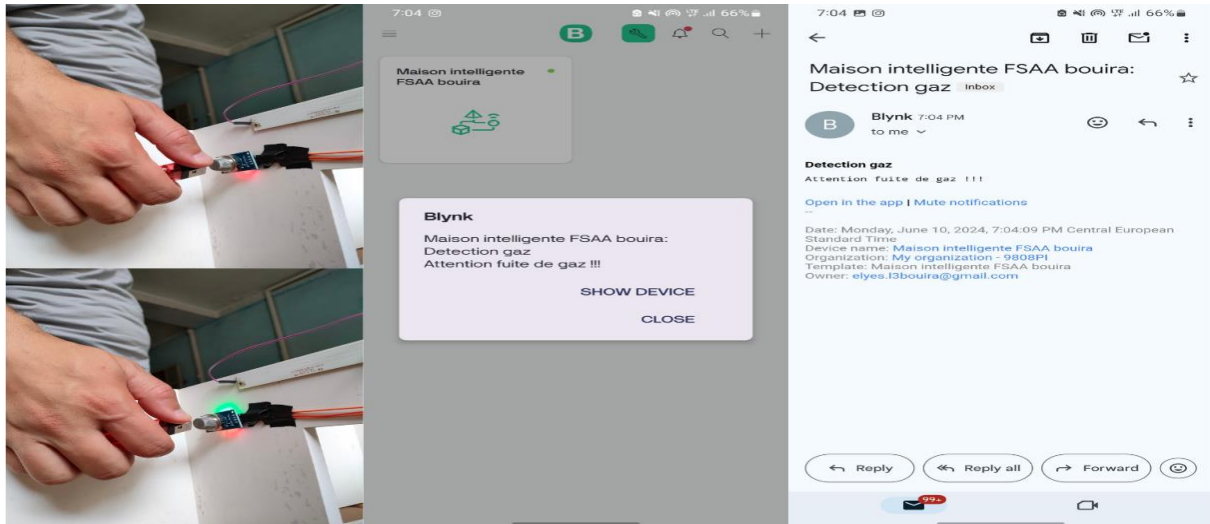 7:04
66%
B
Maison intelligente
FSAA bouira
Blynk
Maison intelligente FSAA bouira:
Detection gaz
Attention fuite de gaz !!!
SHOW DEVICE
CLOSE
7:04
66%
Maison intelligente FSAA bouira:
Detection gaz Inbox
B
Blynk 7:04 PM
to me
Detection gaz
Attention fuite de gaz !!!
Open in the app | Mute notifications
--
Date: Monday, June 10, 2024, 7:04:09 PM Central European
Standard Time
Device name: Maison intelligente FSAA bouira
Organization: My organization - 9808PI
Template: Maison intelligente FSAA bouira
Owner: elyes.l3bouira@gmail.com
Reply
Reply all
Forward
99+